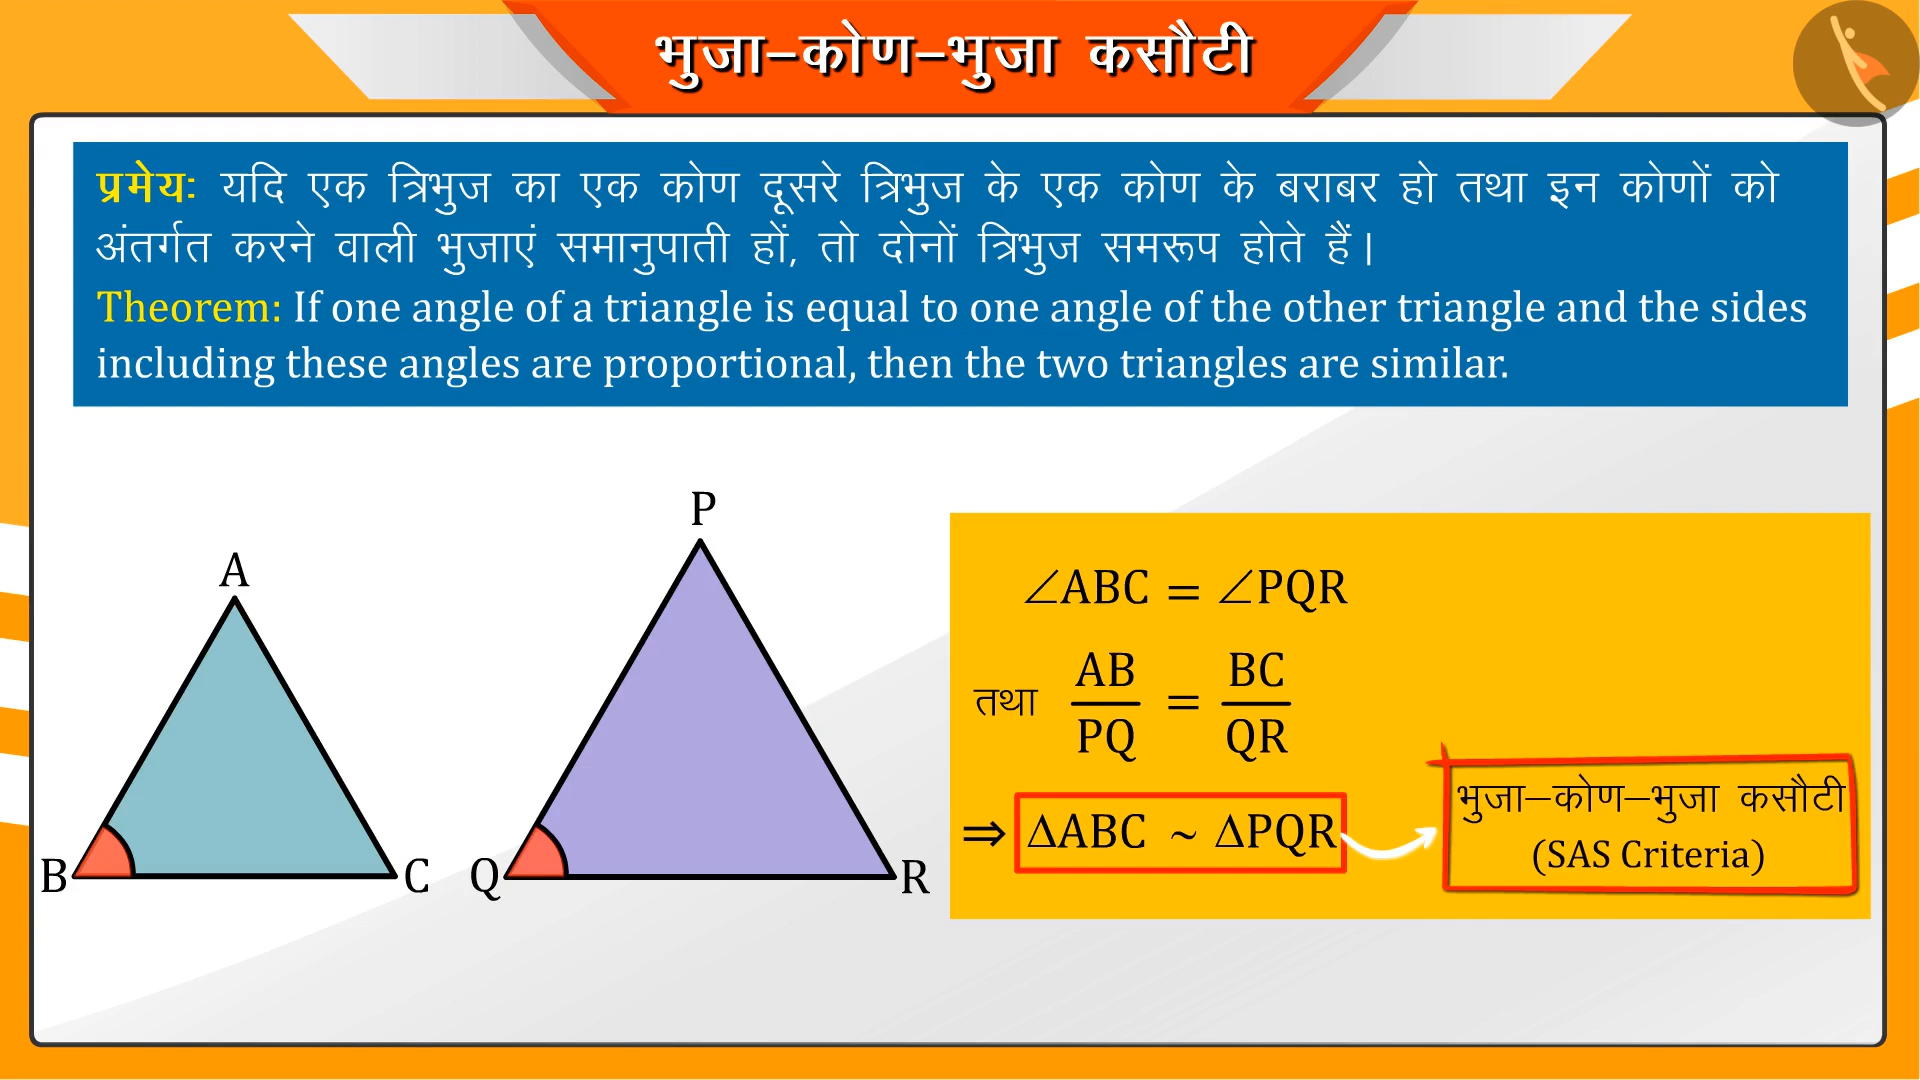 भुजा–कोण–भुजा कसौटी
प्रमेयः यदि एक त्रिभुज का एक कोण दूसरे त्रिभुज के एक कोण के बराबर हो तथा इन कोणों को
अंतर्गत करने वाली भुजाएं समानुपाती हों, तो दोनों त्रिभुज समरूप होते हैं।
Theorem: If one angle of a triangle is equal to one angle of the other triangle and the sides
including these angles are proportional, then the two triangles are similar.
A
B
C
P
Q
R
∠ABC = ∠PQR
तथा AB/PQ = BC/QR
⇒ ΔABC ~ ΔPQR
भुजा–कोण–भुजा कसौटी
(SAS Criteria)